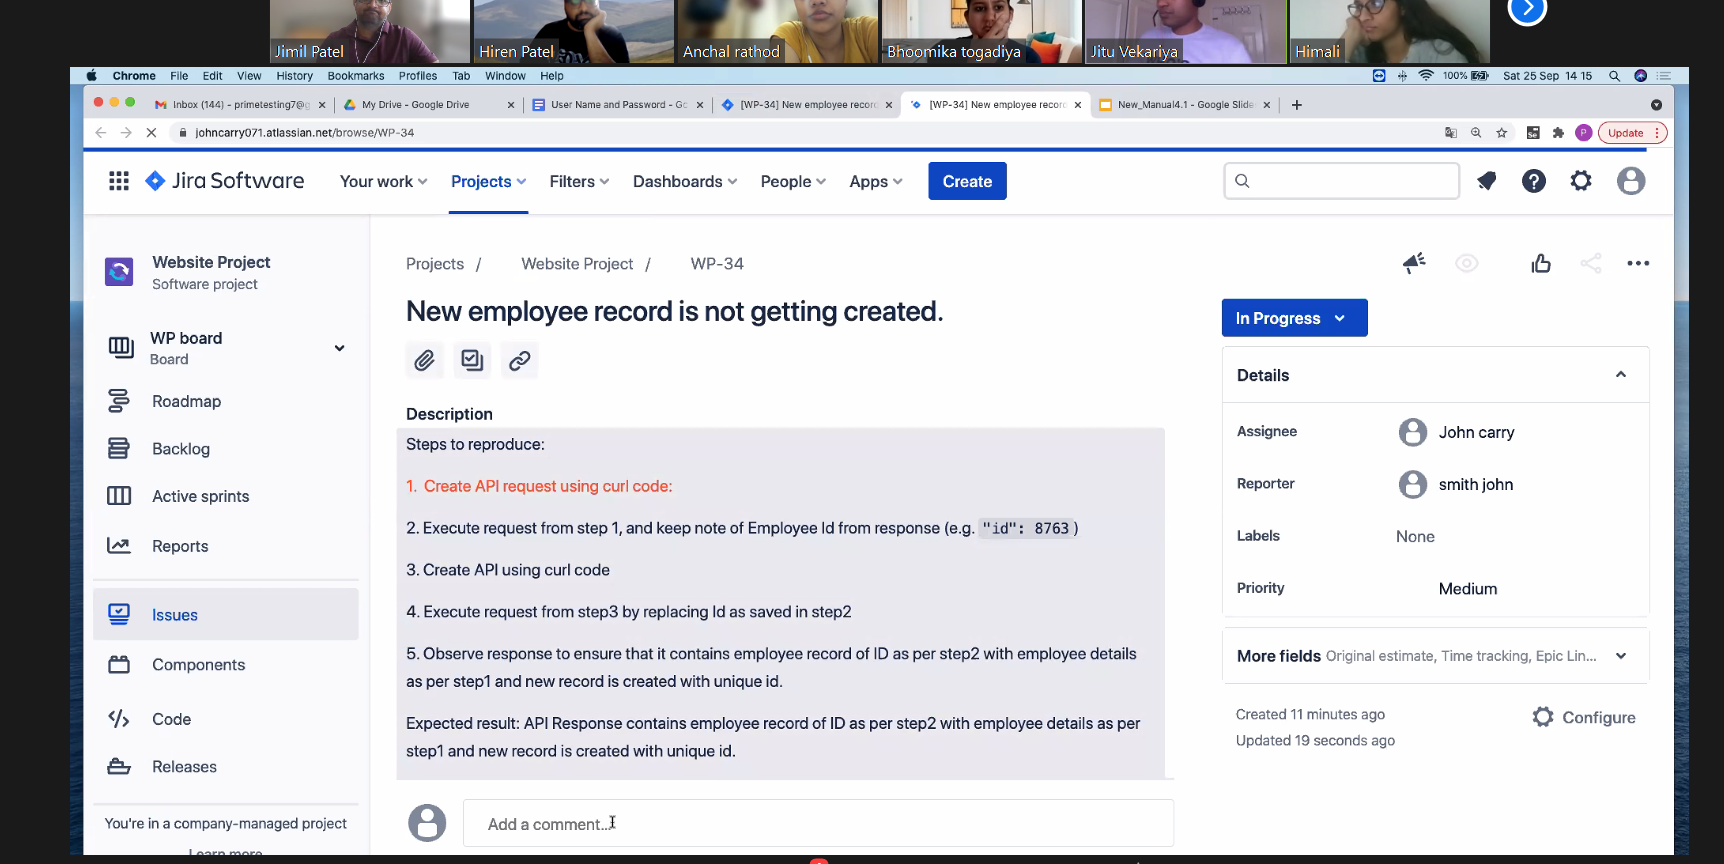 Jimil Patel
Hiren Patel
Anchal rathod
Bhoomika togadiya
Jitu Vekariya
Himali
Chrome File Edit View History Bookmarks Profiles Tab Window Help
100% Sat 25 Sep 14 15
Inbox (144) - primetesting7@g
My Drive - Google Drive
User Name and Password - Go
[WP-34] New employee record
[WP-34] New employee record
New_Manual4.1 - Google Slide
johncarry071.atlassian.net/browse/WP-34
P
Update
Jira Software
Your work
Projects
Filters
Dashboards
People
Apps
Create
Website Project
Software project
WP board
Board
Roadmap
Backlog
Active sprints
Reports
Issues
Components
Code
Releases
You're in a company-managed project
Learn more
Projects / Website Project / WP-34
New employee record is not getting created.
Description
Steps to reproduce:
1. Create API request using curl code:
2. Execute request from step 1, and keep note of Employee Id from response (e.g. "id": 8763 )
3. Create API using curl code
4. Execute request from step3 by replacing Id as saved in step2
5. Observe response to ensure that it contains employee record of ID as per step2 with employee details
as per step1 and new record is created with unique id.
Expected result: API Response contains employee record of ID as per step2 with employee details as per
step1 and new record is created with unique id.
Add a comment...
In Progress
Details
Assignee John carry
Reporter smith john
Labels None
Priority Medium
More fields Original estimate, Time tracking, Epic Lin...
Created 11 minutes ago
Updated 19 seconds ago
Configure